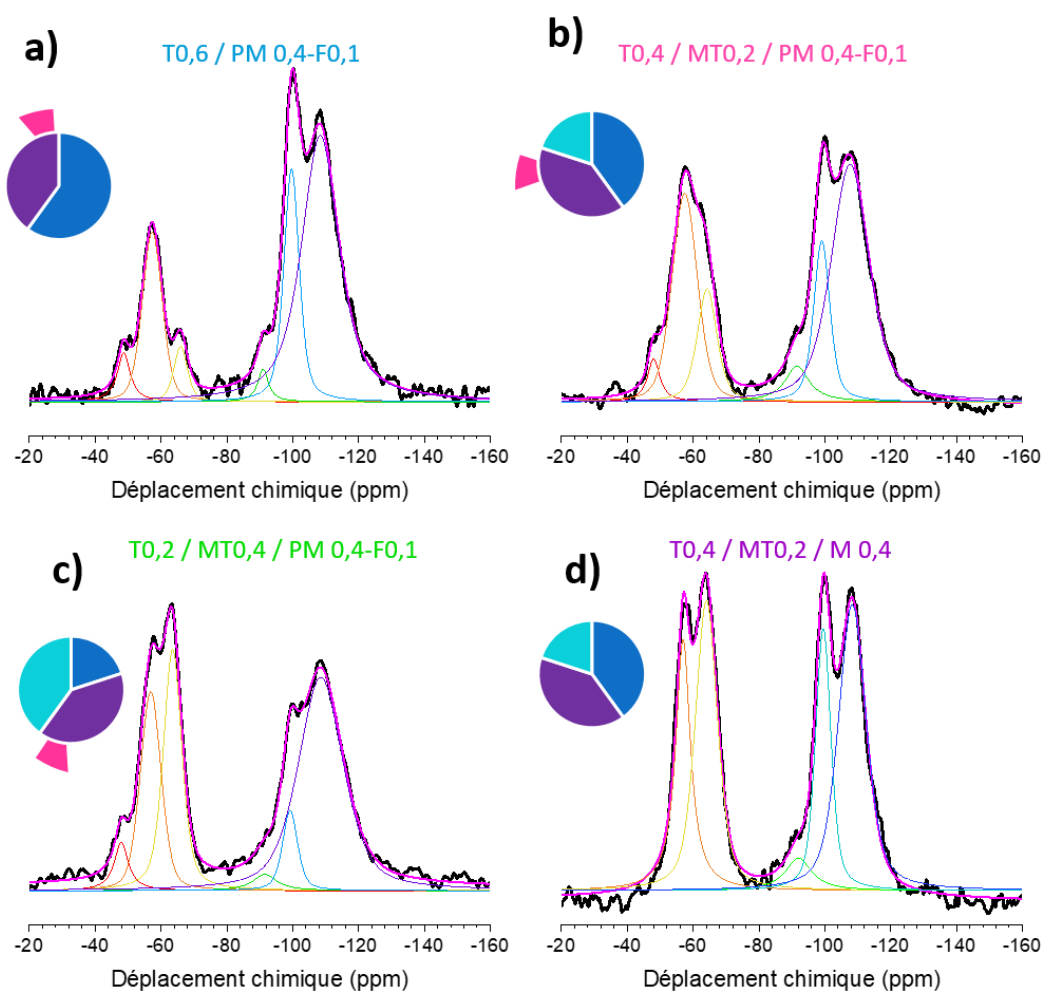 a)
T0,6 / PM 0,4-F0,1
-20 -40 -60 -80 -100 -120 -140 -160
Déplacement chimique (ppm)
b)
T0,4 / MT0,2 / PM 0,4-F0,1
-20 -40 -60 -80 -100 -120 -140 -160
Déplacement chimique (ppm)
c)
T0,2 / MT0,4 / PM 0,4-F0,1
-20 -40 -60 -80 -100 -120 -140 -160
Déplacement chimique (ppm)
d)
T0,4 / MT0,2 / M 0,4
-20 -40 -60 -80 -100 -120 -140 -160
Déplacement chimique (ppm)